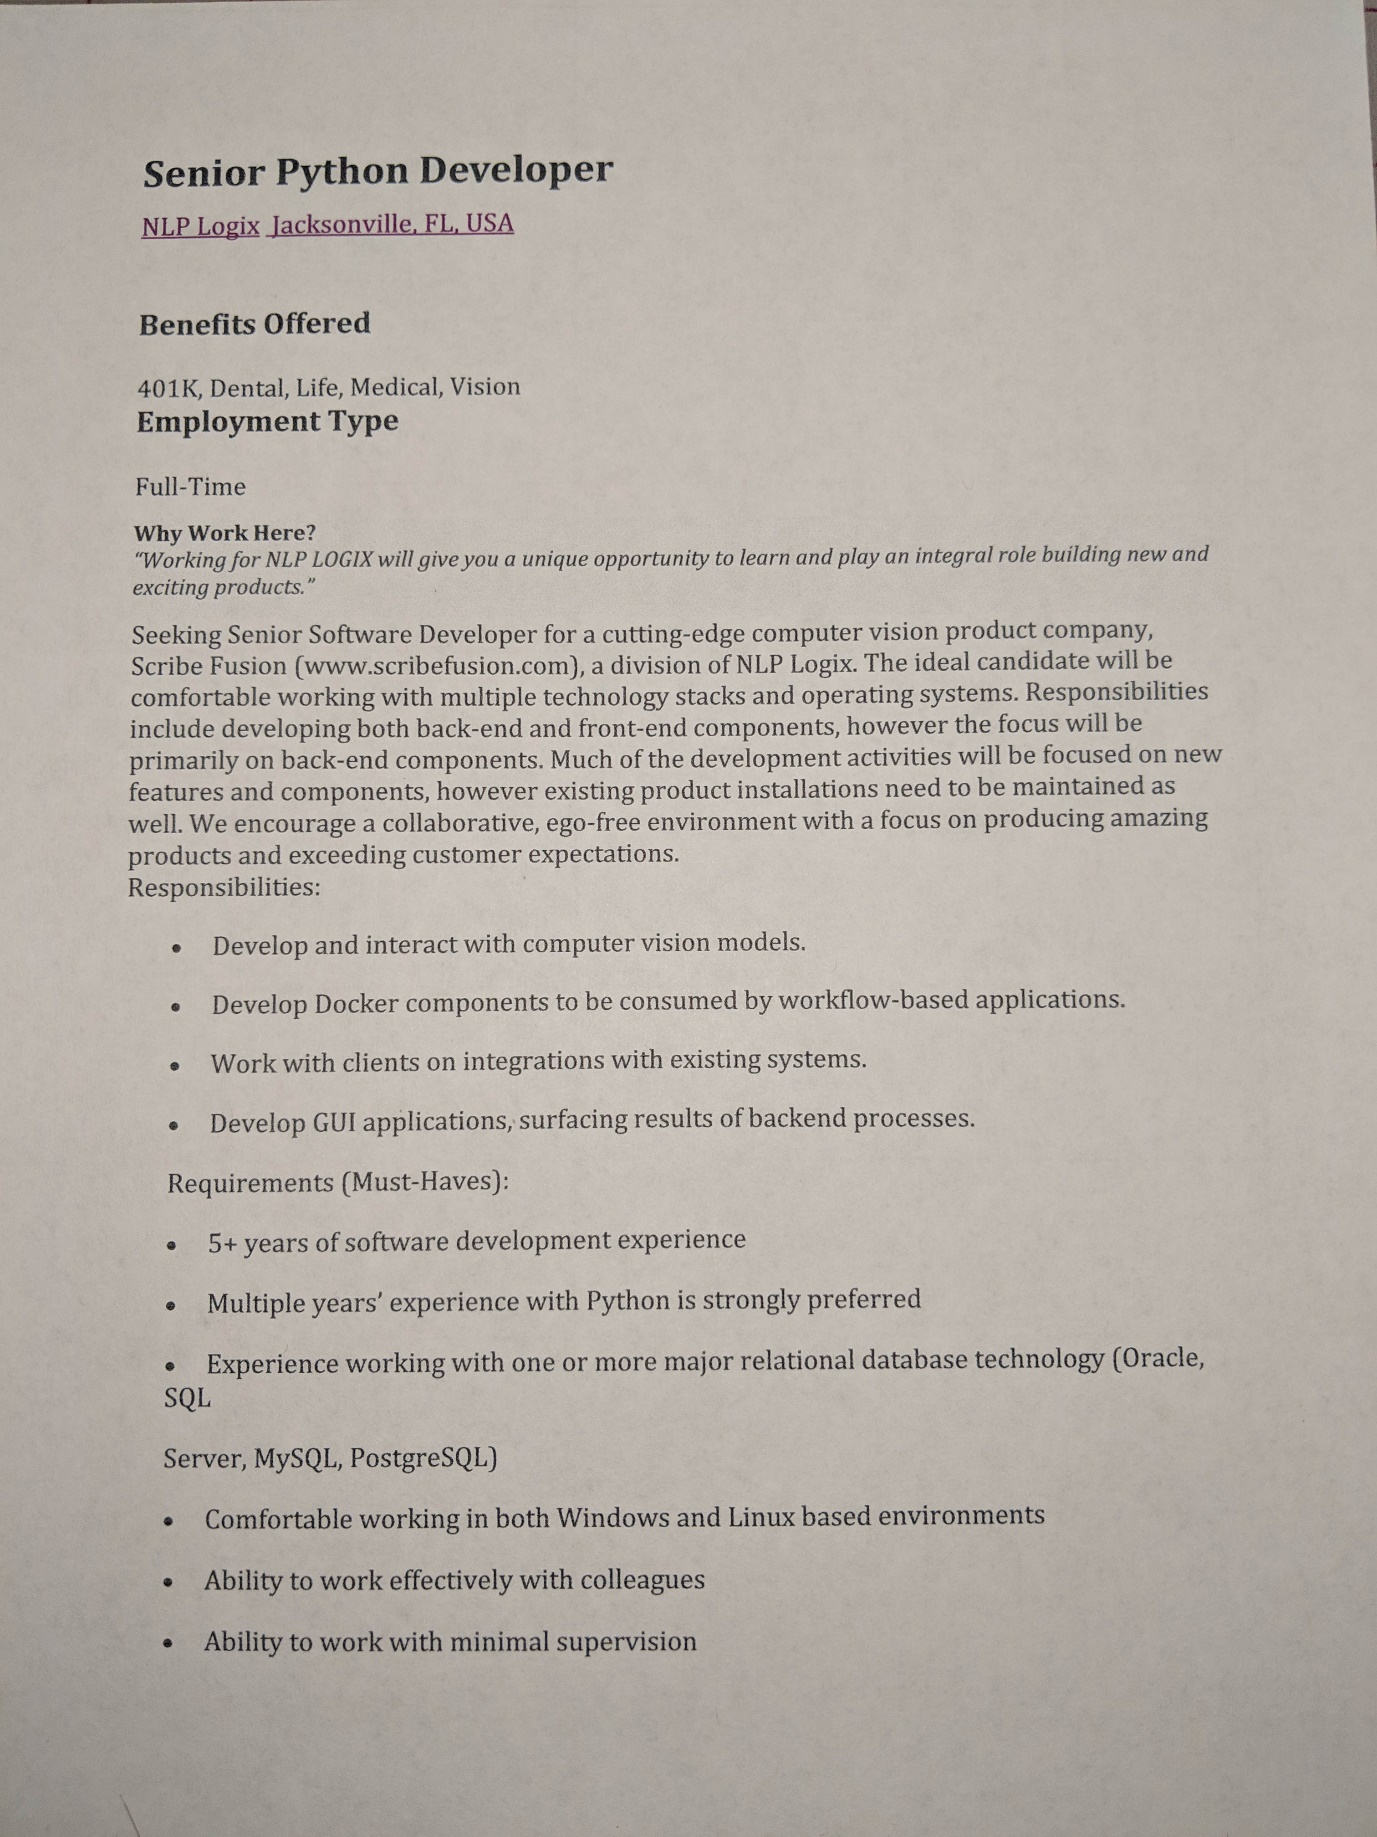 Senior Python Developer
NLP Logix Jacksonville, FL, USA
Benefits Offered
401K, Dental, Life, Medical, Vision
Employment Type
Full-Time
Why Work Here?
“Working for NLP LOGIX will give you a unique opportunity to learn and play an integral role building new and
exciting products.”
Seeking Senior Software Developer for a cutting-edge computer vision product company,
Scribe Fusion (www.scribefusion.com), a division of NLP Logix. The ideal candidate will be
comfortable working with multiple technology stacks and operating systems. Responsibilities
include developing both back-end and front-end components, however the focus will be
primarily on back-end components. Much of the development activities will be focused on new
features and components, however existing product installations need to be maintained as
well. We encourage a collaborative, ego-free environment with a focus on producing amazing
products and exceeding customer expectations.
Responsibilities:
• Develop and interact with computer vision models.
• Develop Docker components to be consumed by workflow-based applications.
• Work with clients on integrations with existing systems.
• Develop GUI applications, surfacing results of backend processes.
Requirements (Must-Haves):
• 5+ years of software development experience
• Multiple years’ experience with Python is strongly preferred
• Experience working with one or more major relational database technology (Oracle,
SQL
Server, MySQL, PostgreSQL)
• Comfortable working in both Windows and Linux based environments
• Ability to work effectively with colleagues
• Ability to work with minimal supervision